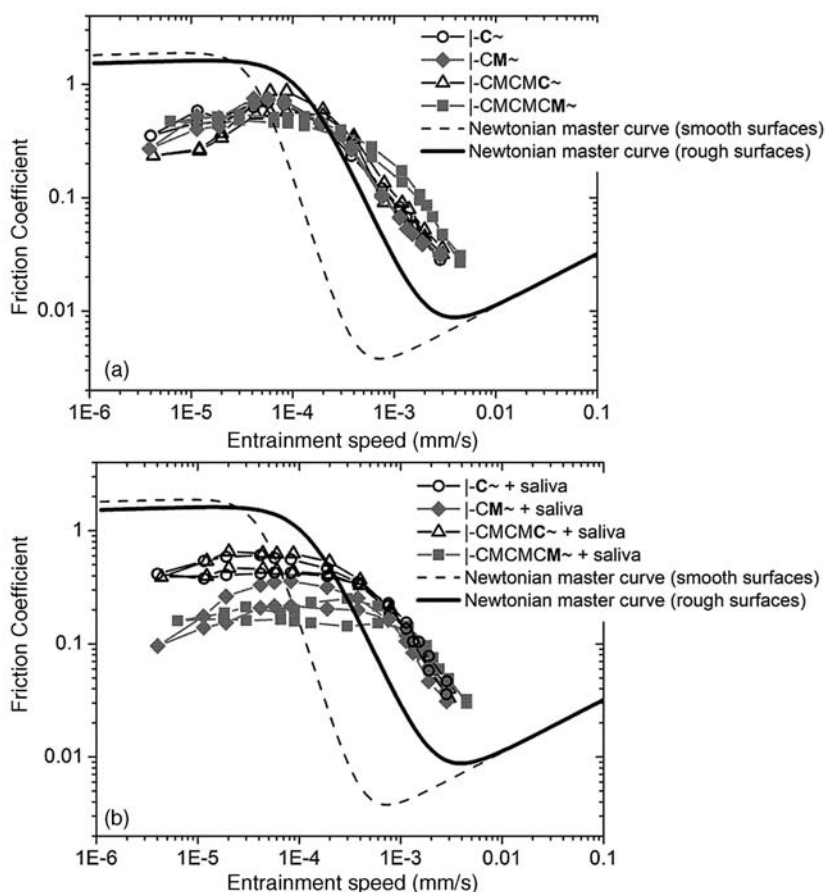 |-C~
|-CM~
|-CMCMC~
|-CMCMCM~
Newtonian master curve (smooth surfaces)
Newtonian master curve (rough surfaces)
1
0.1
0.01
Friction Coefficient
(a)
1E-6 1E-5 1E-4 1E-3 0.01 0.1
Entrainment speed (mm/s)
|-C~ + saliva
|-CM~ + saliva
|-CMCMC~ + saliva
|-CMCMCM~ + saliva
Newtonian master curve (smooth surfaces)
Newtonian master curve (rough surfaces)
1
0.1
0.01
Friction Coefficient
(b)
1E-6 1E-5 1E-4 1E-3 0.01 0.1
Entrainment speed (mm/s)